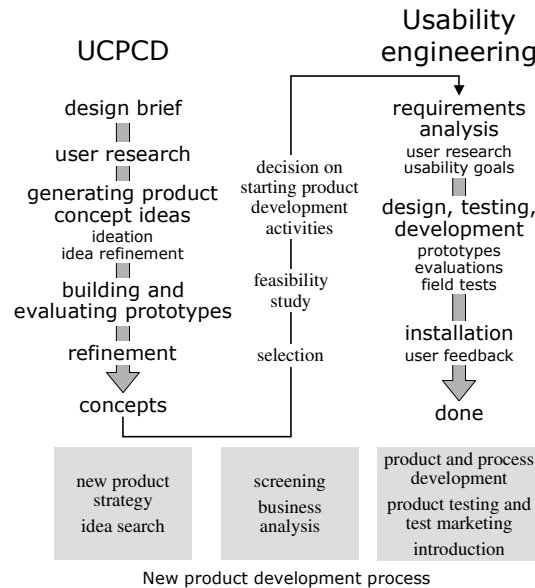 UCPCD
design brief
user research
generating product
concept ideas
ideation
idea refinement
building and
evaluating prototypes
refinement
concepts
decision on
starting product
development
activities
feasibility
study
selection
Usability
engineering
requirements
analysis
user research
usability goals
design, testing,
development
prototypes
evaluations
field tests
installation
user feedback
done
new product
strategy
idea search
screening
business
analysis
product and process
development
product testing and
test marketing
introduction
New product development process